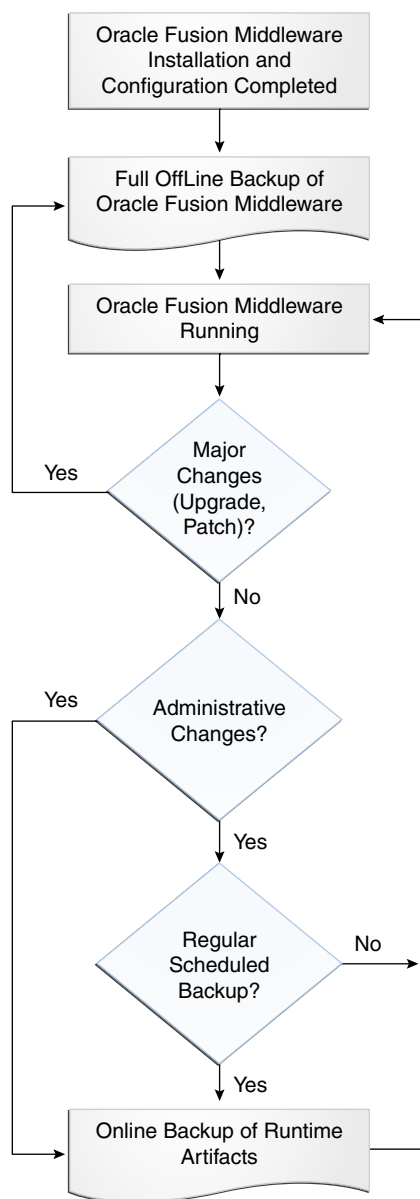 Oracle Fusion Middleware
Installation and
Configuration Completed
Full OffLine Backup of
Oracle Fusion Middleware
Oracle Fusion Middleware
Running
Yes
Major
Changes
(Upgrade,
Patch)?
No
Yes
Administrative
Changes?
Yes
Regular
Scheduled
Backup?
No
Yes
Online Backup of Runtime
Artifacts